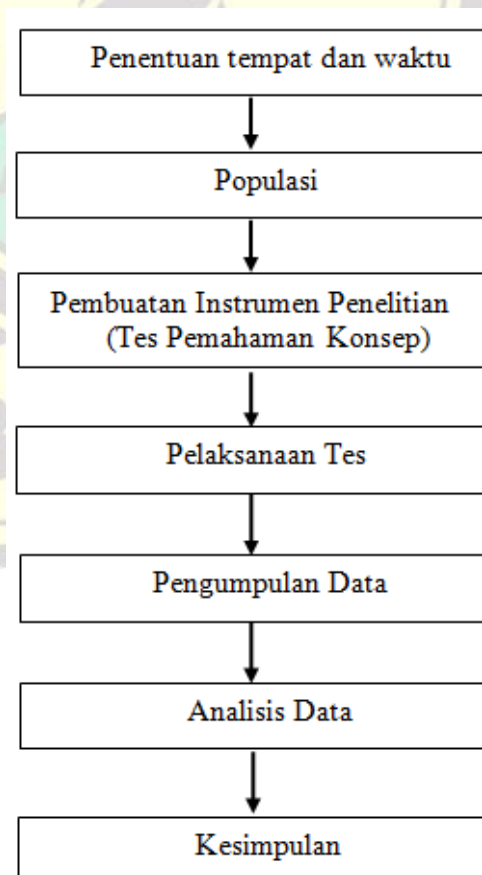 Penentuan tempat dan waktu
Populasi
Pembuatan Instrumen Penelitian
(Tes Pemahaman Konsep)
Pelaksanaan Tes
Pengumpulan Data
Analisis Data
Kesimpulan